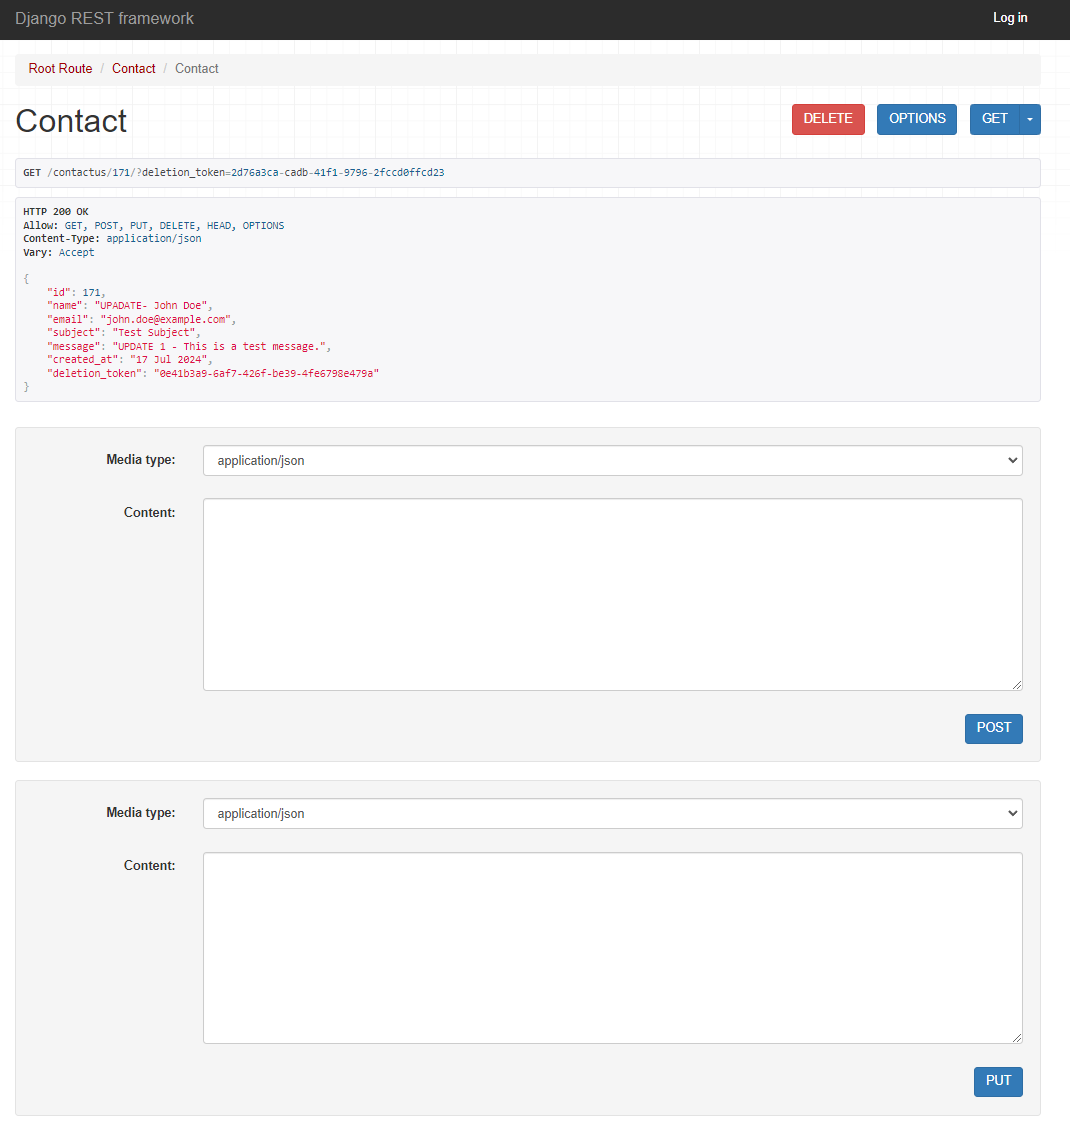 Django REST framework
Log in
Root Route / Contact / Contact
Contact
DELETE
OPTIONS
GET
GET /contactus/171/?deletion_token=2d76a3ca-cadb-41f1-9796-2fccd0ffcd23
HTTP 200 OK
Allow: GET, POST, PUT, DELETE, HEAD, OPTIONS
Content-Type: application/json
Vary: Accept
{
"id": 171,
"name": "UPADATE- John Doe",
"email": "john.doe@example.com",
"subject": "Test Subject",
"message": "UPDATE 1 - This is a test message.",
"created_at": "17 Jul 2024",
"deletion_token": "0e41b3a9-6af7-426f-be39-4fe6798e479a"
}
Media type:
application/json
Content:
POST
Media type:
application/json
Content:
PUT